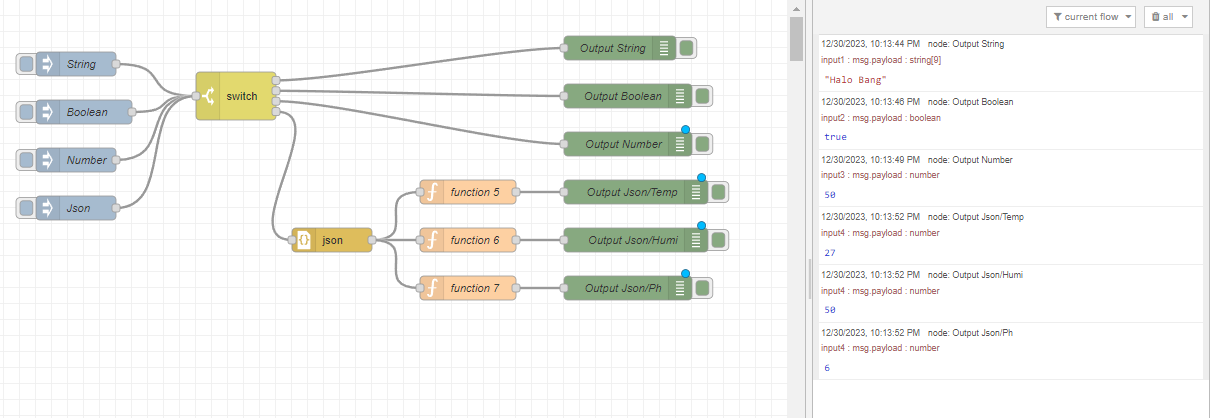 String
Boolean
Number
Json
switch
json
function 5
function 6
function 7
Output String
Output Boolean
Output Number
Output Json/Temp
Output Json/Humi
Output Json/Ph
current flow
all
12/30/2023, 10:13:44 PM node: Output String
input1 : msg.payload : string[9]
"Halo Bang"
12/30/2023, 10:13:46 PM node: Output Boolean
input2 : msg.payload : boolean
true
12/30/2023, 10:13:49 PM node: Output Number
input3 : msg.payload : number
50
12/30/2023, 10:13:52 PM node: Output Json/Temp
input4 : msg.payload : number
27
12/30/2023, 10:13:52 PM node: Output Json/Humi
input4 : msg.payload : number
50
12/30/2023, 10:13:52 PM node: Output Json/Ph
input4 : msg.payload : number
6